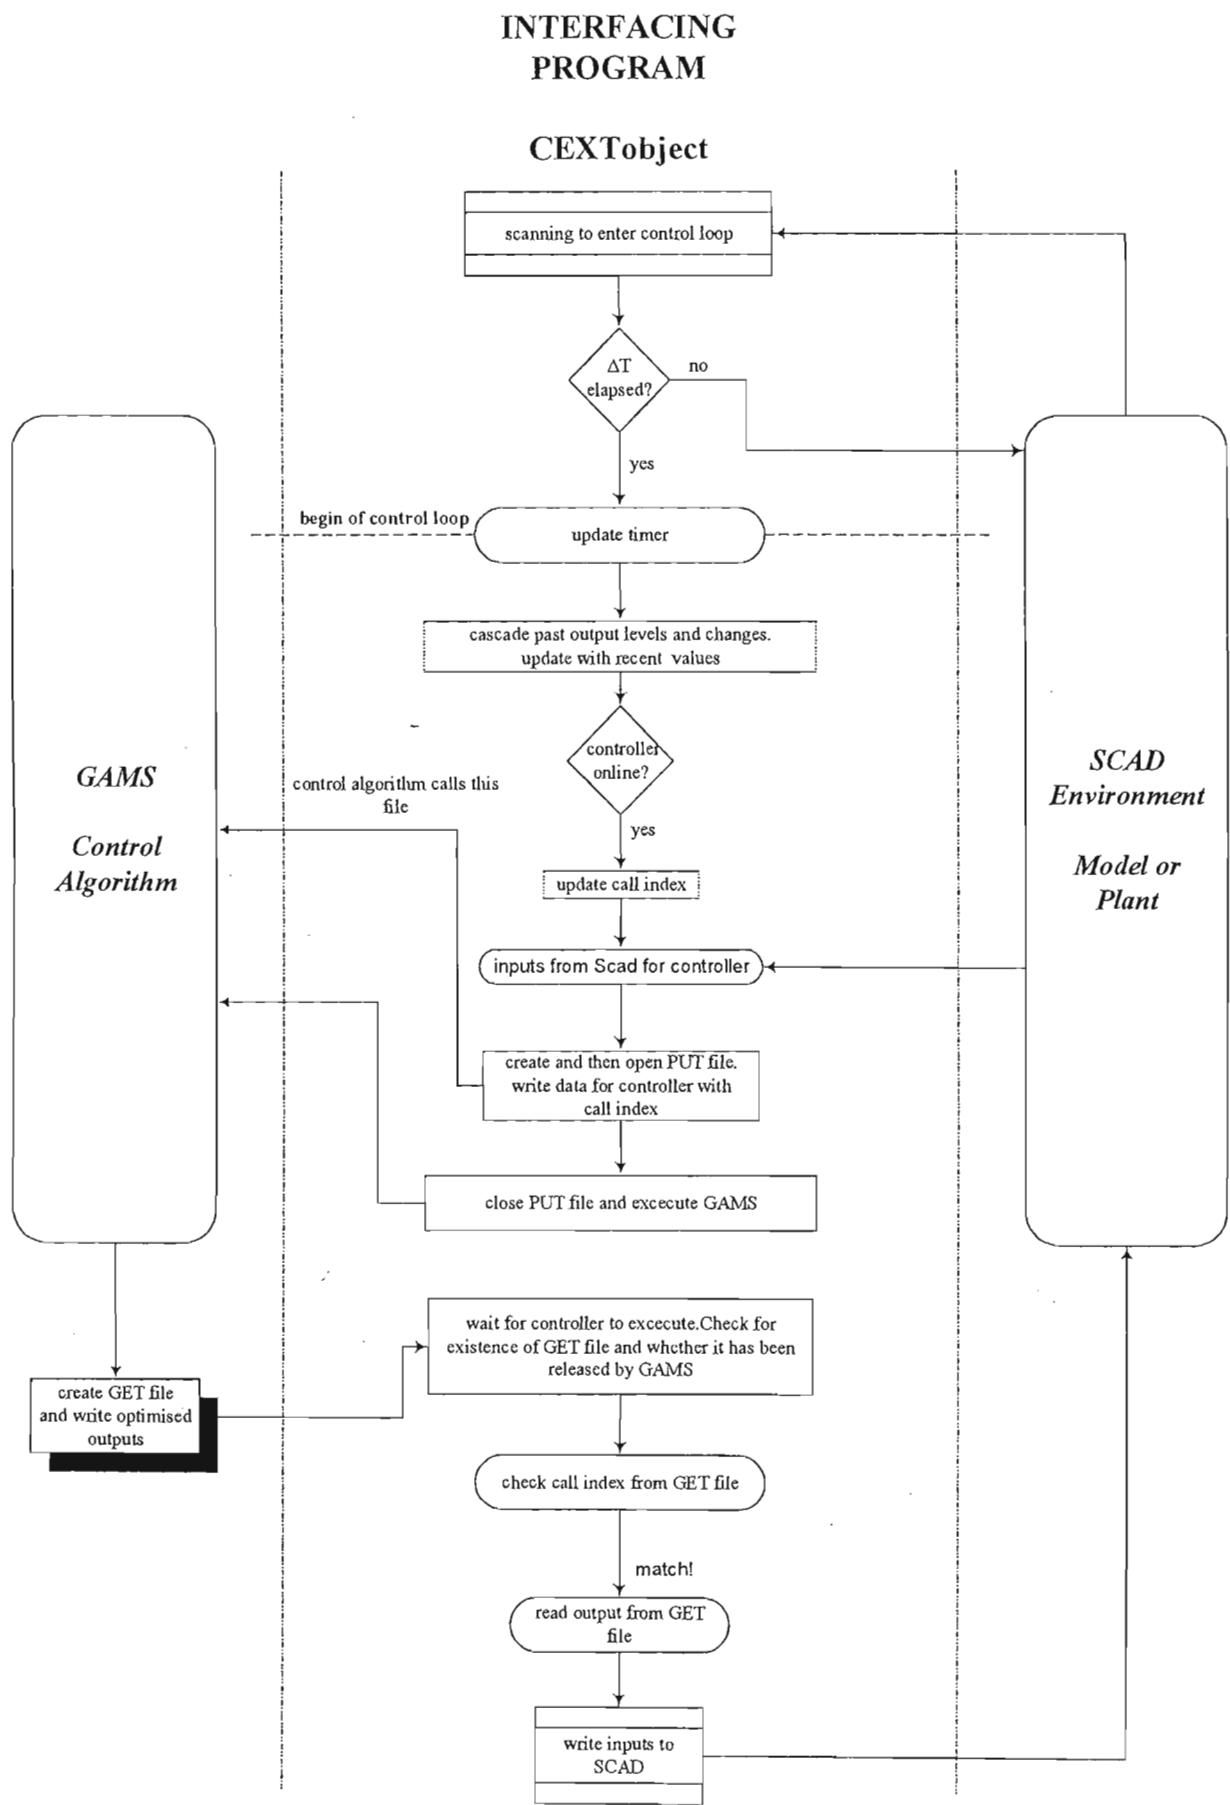 INTERFACING
PROGRAM
CEXTobject
scanning to enter control loop
ΔT
elapsed?
no
yes
begin of control loop
update timer
cascade past output levels and changes.
update with recent values
controller
online?
control algorithm calls this
file
yes
GAMS
Control
Algorithm
SCAD
Environment
Model or
Plant
update call index
inputs from Scad for controller
create and then open PUT file.
write data for controller with
call index
close PUT file and excecute GAMS
wait for controller to excecute.Check for
existence of GET file and whether it has been
released by GAMS
create GET file
and write optimised
outputs
check call index from GET file
match!
read output from GET
file
write inputs to
SCAD